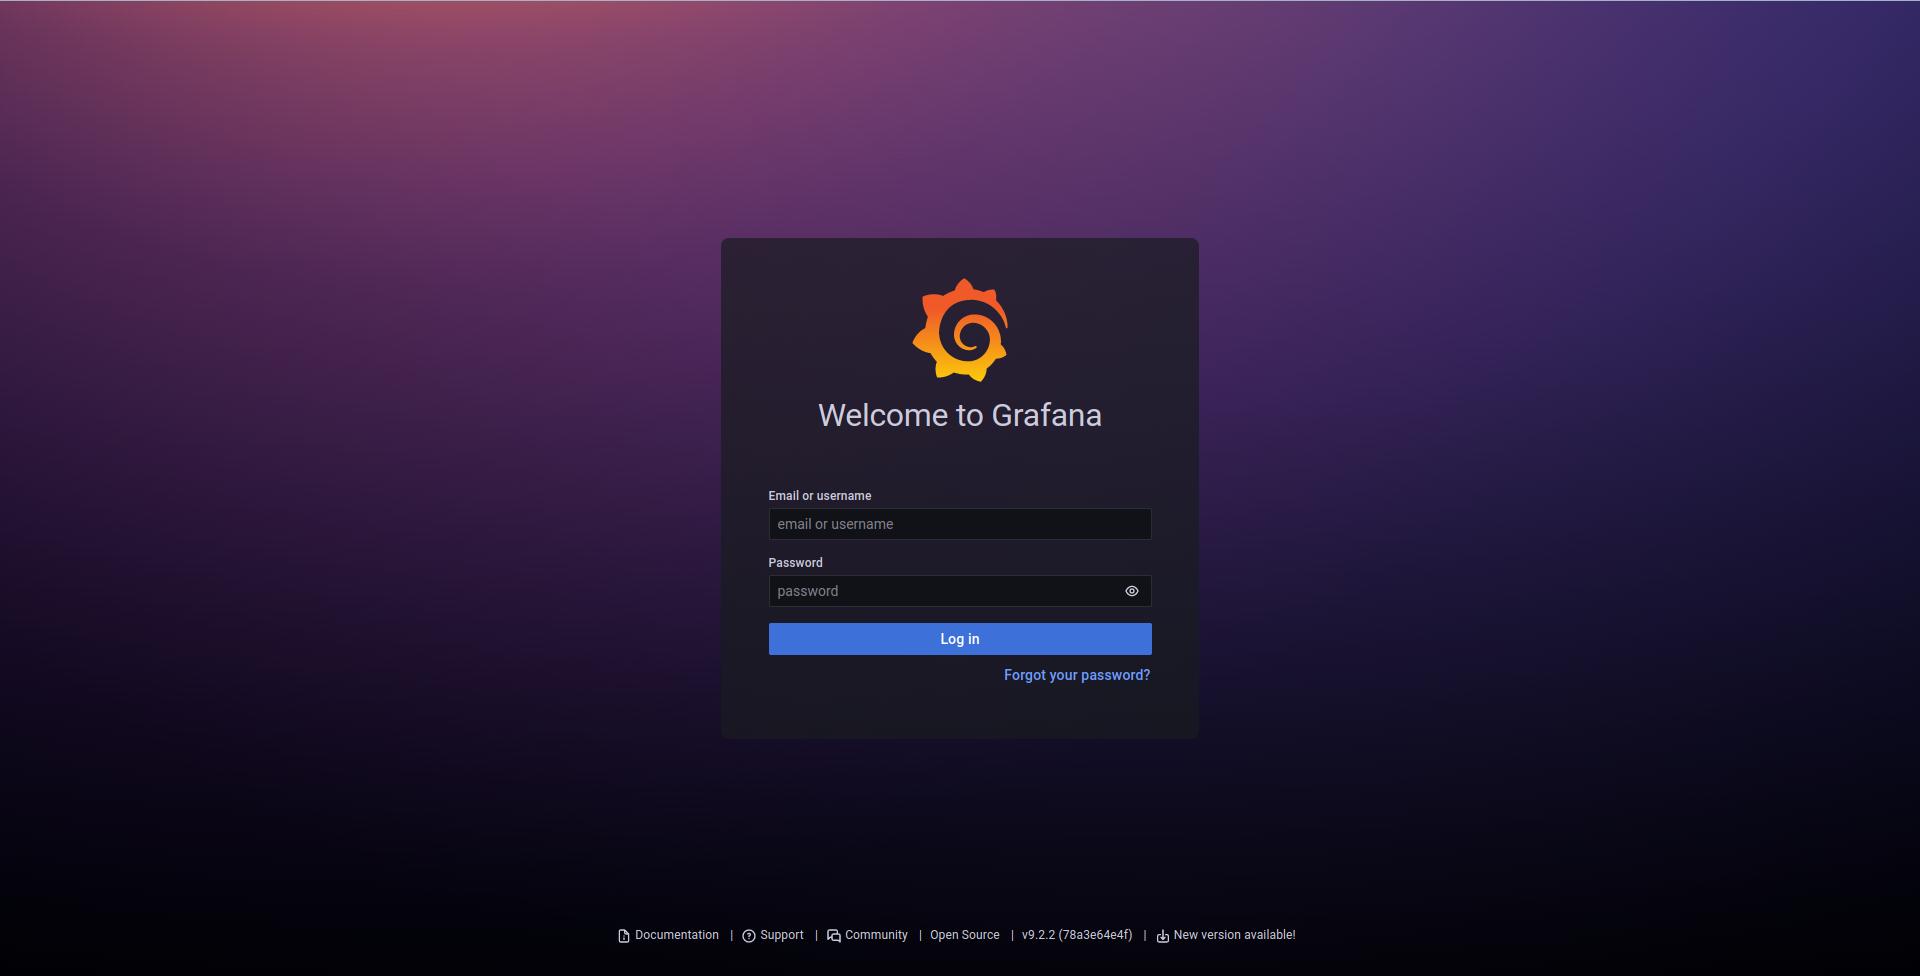 Welcome to Grafana
Email or username
email or username
Password
password
Log in
Forgot your password?
Documentation | Support | Community | Open Source | v9.2.2 (78a3e64e4f) | New version available!